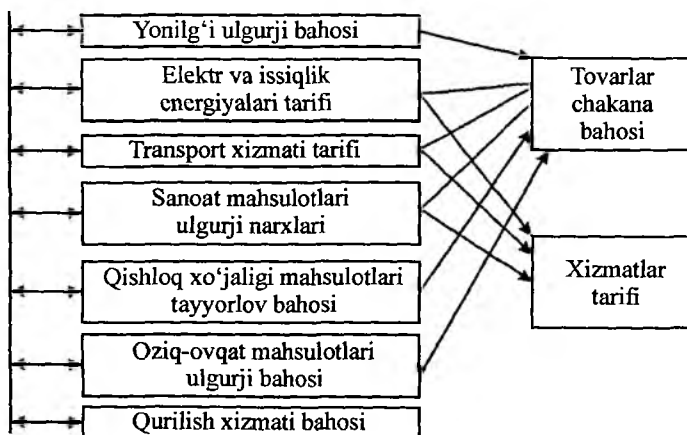 Yonilg‘i ulgurji bahosi
Elektr va issiqlik
energiyalari tarifi
Transport xizmati tarifi
Sanoat mahsulotlari
ulgurji narxlari
Qishloq xo‘jaligi mahsulotlari
tayyorlov bahosi
Oziq-ovqat mahsulotlari
ulgurji bahosi
Qurilish xizmati bahosi
Tovarlar
chakana
bahosi
Xizmatlar
tarifi